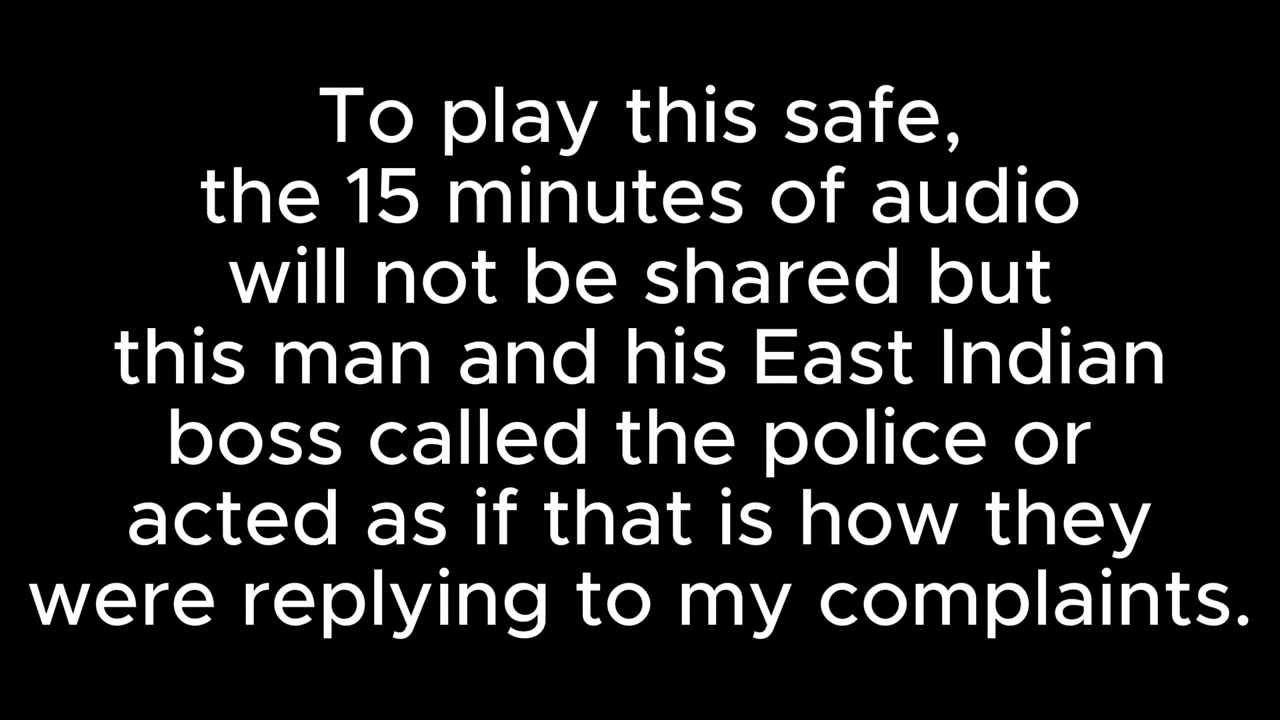 To play this safe,
the 15 minutes of audio
will not be shared but
this man and his East Indian
boss called the police or
acted as if that is how they
were replying to my complaints.